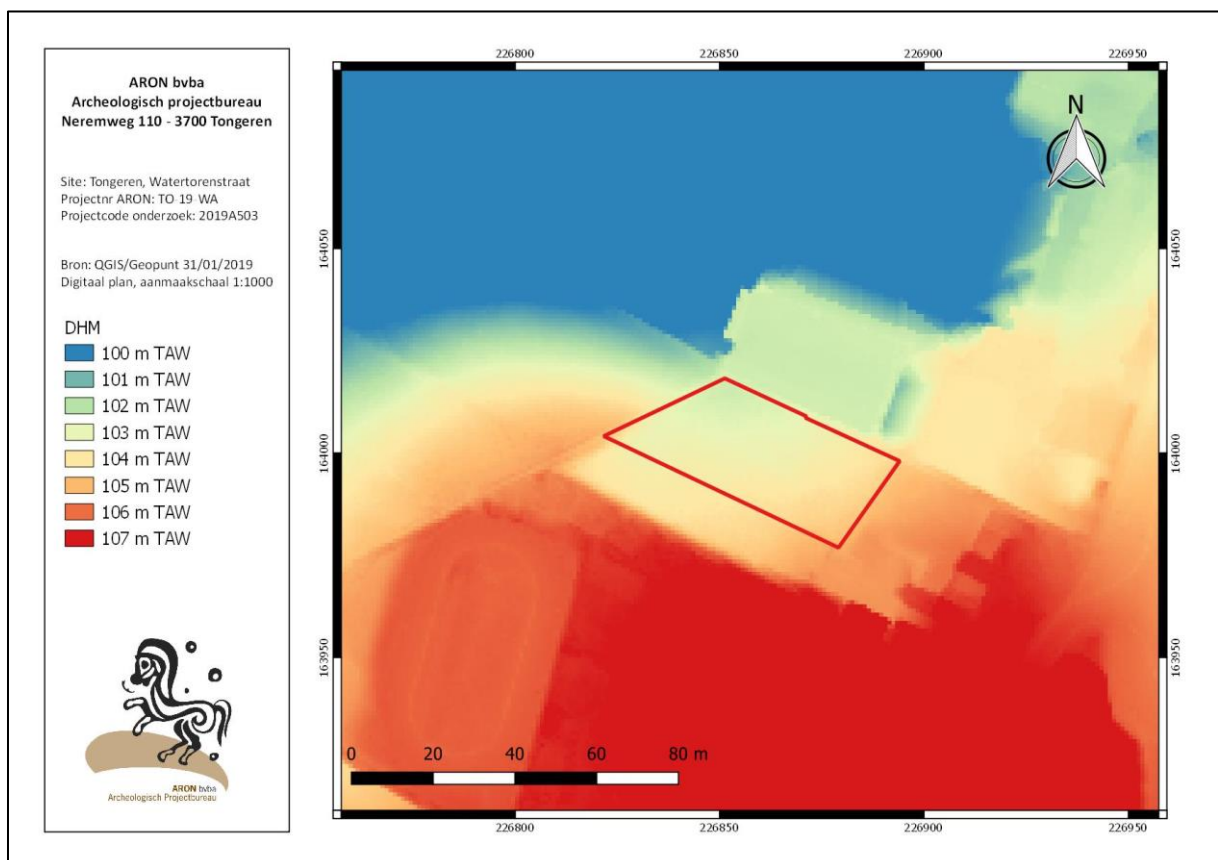 ARON bvba
Archeologisch projectbureau
Neremweg 110 - 3700 Tongeren
Site: Tongeren, Watertorenstraat
Projectnr ARON: TO-19-WA
Projectcode onderzoek: 2019A503
Bron: QGIS/Geopunt 31/01/2019
Digitaal plan, aanmaakschaal 1:1000
DHM
100 m TAW
101 m TAW
102 m TAW
103 m TAW
104 m TAW
105 m TAW
106 m TAW
107 m TAW
ARON bvba
Archeologisch Projectbureau
226800 226850 226900 226950
N
164050 164050
164000 164000
163950 163950
0 20 40 60 80 m
226800 226850 226900 226950